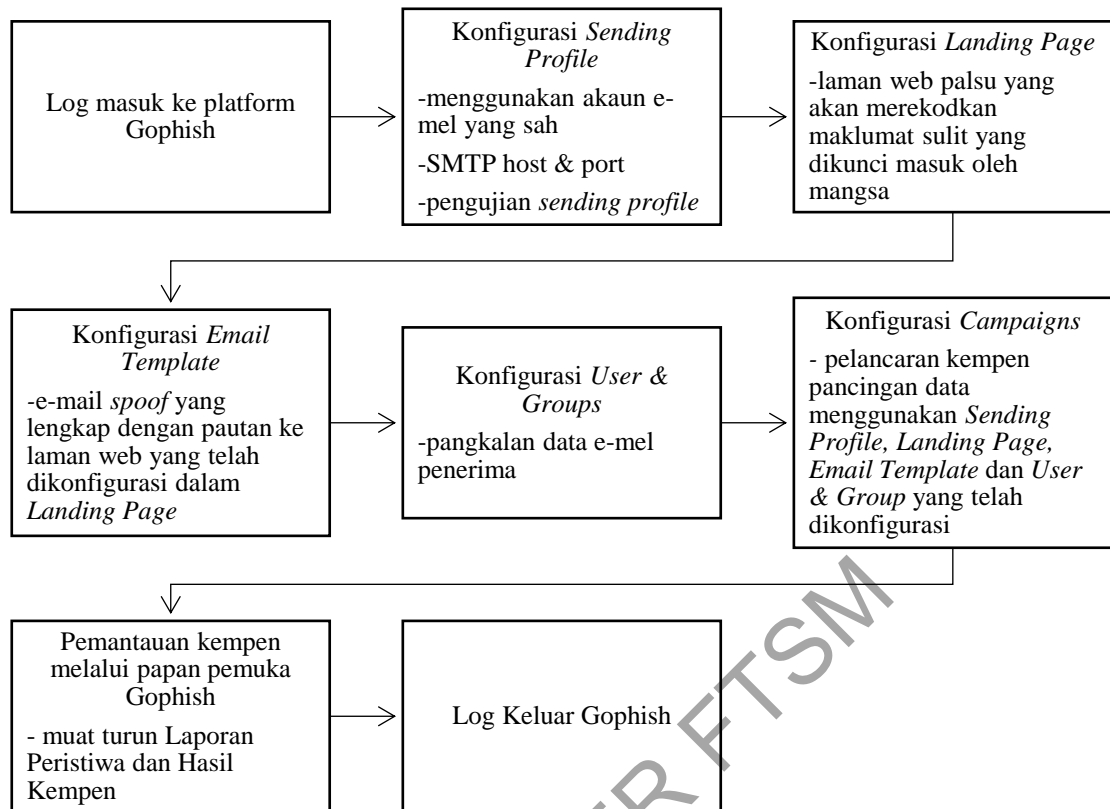 Log masuk ke platform
Gophish
Konfigurasi Sending
Profile
-menggunakan akaun e-
mel yang sah
-SMTP host & port
-pengujian sending profile
Konfigurasi Landing Page
-laman web palsu yang
akan merekodkan
maklumat sulit yang
dikunci masuk oleh
mangsa
Konfigurasi Email
Template
-e-mail spoof yang
lengkap dengan pautan ke
laman web yang telah
dikonfigurasi dalam
Landing Page
Konfigurasi User &
Groups
-pangkalan data e-mel
penerima
Konfigurasi Campaigns
- pelancaran kempen
pancingan data
menggunakan Sending
Profile, Landing Page,
Email Template dan User
& Group yang telah
dikonfigurasi
Pemantauan kempen
melalui papan pemuka
Gophish
- muat turun Laporan
Peristiwa dan Hasil
Kempen
Log Keluar Gophish
FTSM